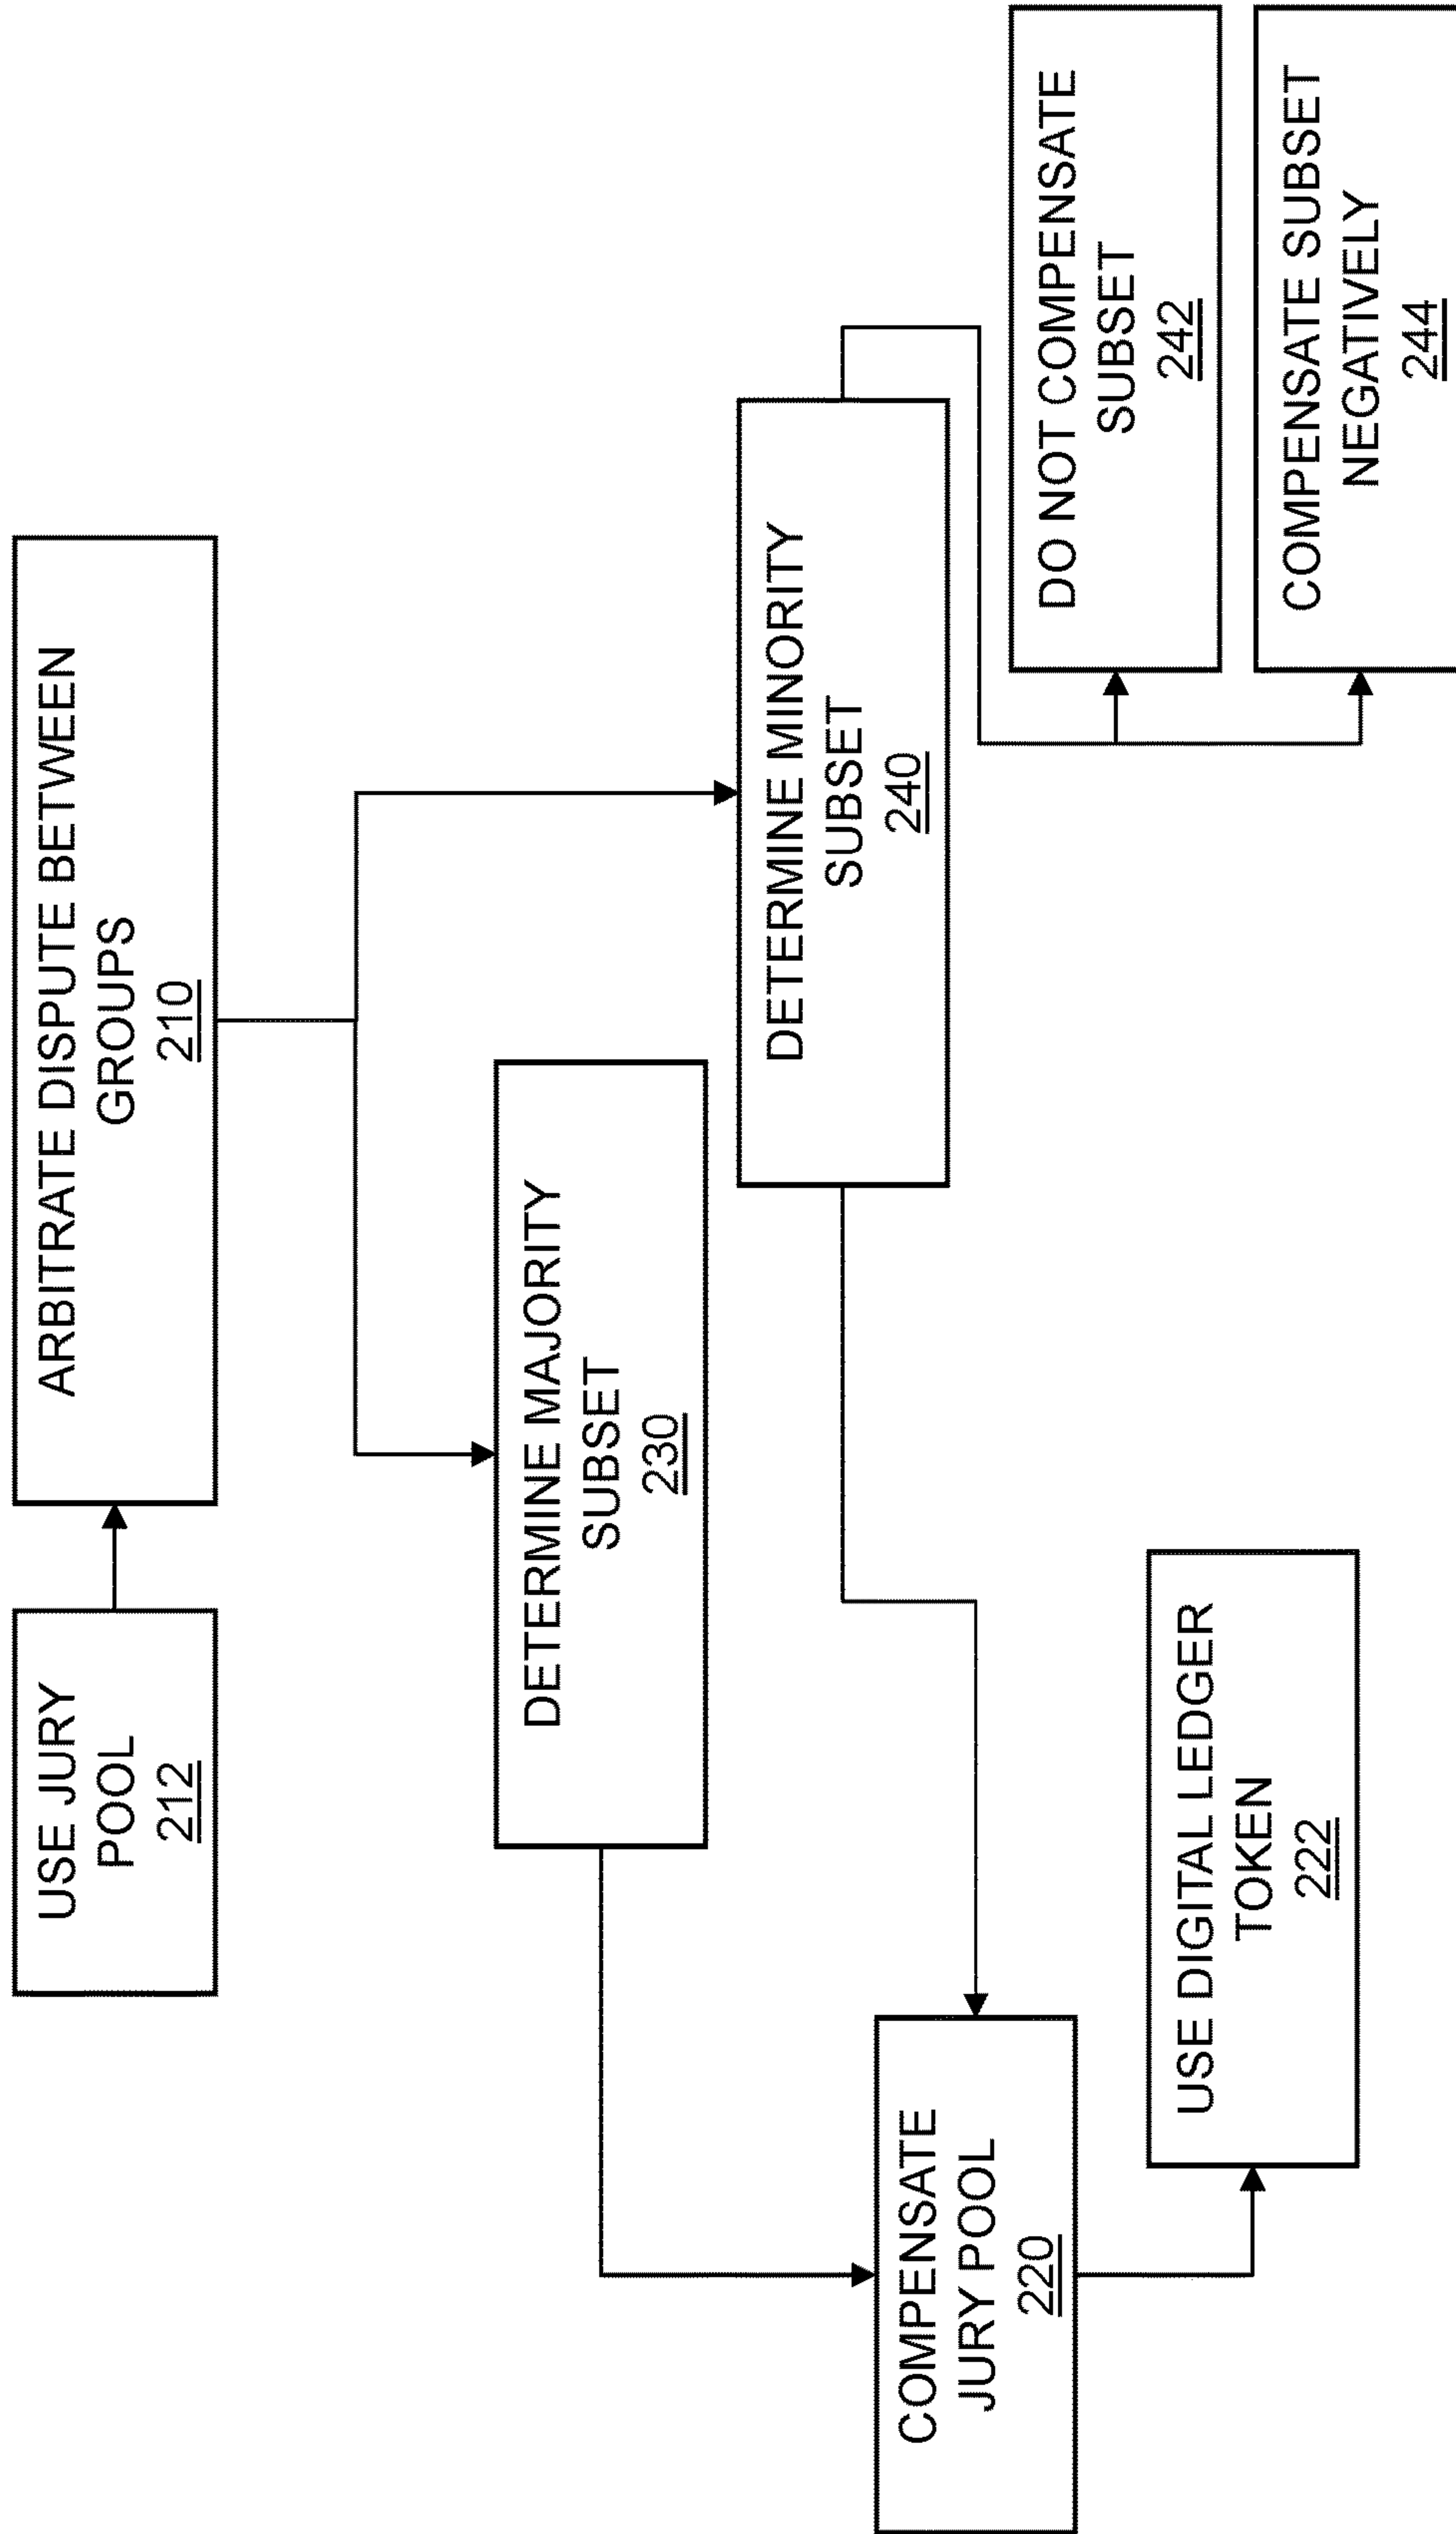 USE JURY
POOL
212
ARBITRATE DISPUTE BETWEEN
GROUPS
210
DETERMINE MAJORITY
SUBSET
230
DETERMINE MINORITY
SUBSET
240
COMPENSATE
JURY POOL
220
USE DIGITAL LEDGER
TOKEN
222
DO NOT COMPENSATE
SUBSET
242
COMPENSATE SUBSET
NEGATIVELY
244